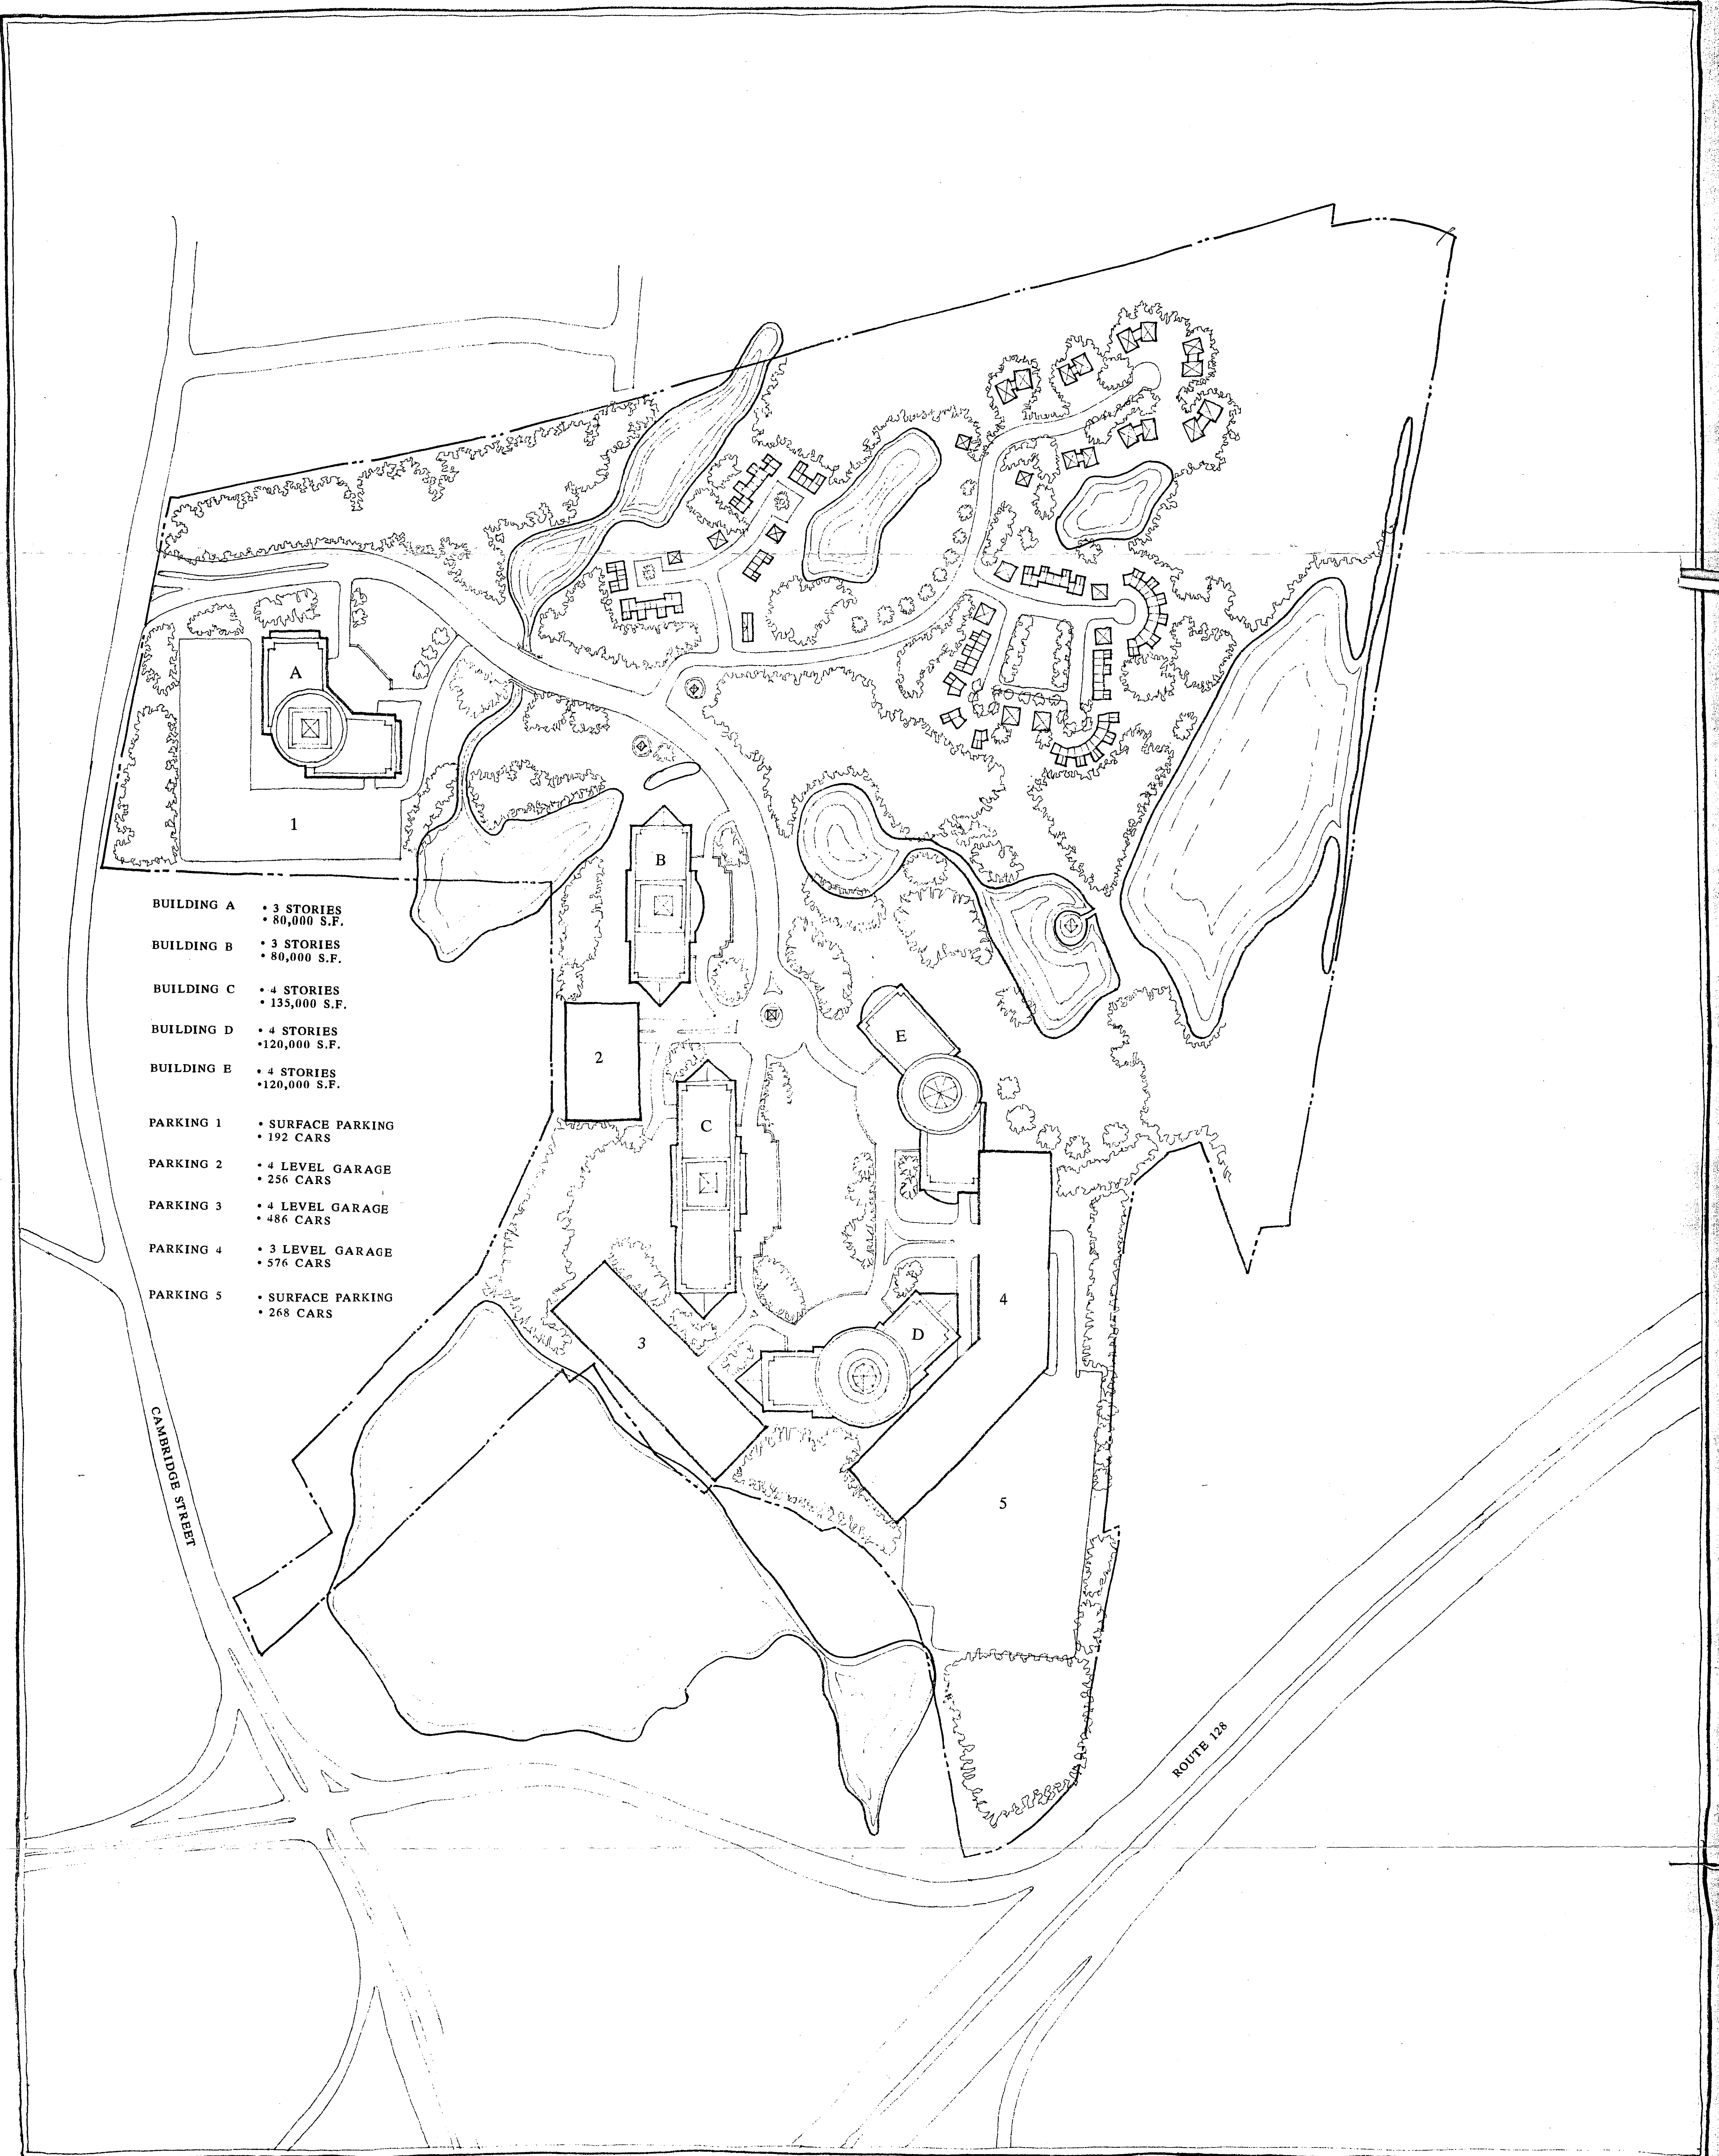 A
1
B
BUILDING A • 3 STORIES
• 80,000 S.F.
BUILDING B • 3 STORIES
• 80,000 S.F.
BUILDING C • 4 STORIES
• 135,000 S.F.
BUILDING D • 4 STORIES
•120,000 S.F.
BUILDING E • 4 STORIES
•120,000 S.F.
PARKING 1 • SURFACE PARKING
• 192 CARS
PARKING 2 • 4 LEVEL GARAGE
• 256 CARS
PARKING 3 • 4 LEVEL GARAGE
• 486 CARS
PARKING 4 • 3 LEVEL GARAGE
• 576 CARS
PARKING 5 • SURFACE PARKING
• 268 CARS
E
2
C
4
D
3
5
CAMBRIDGE STREET
ROUTE 128